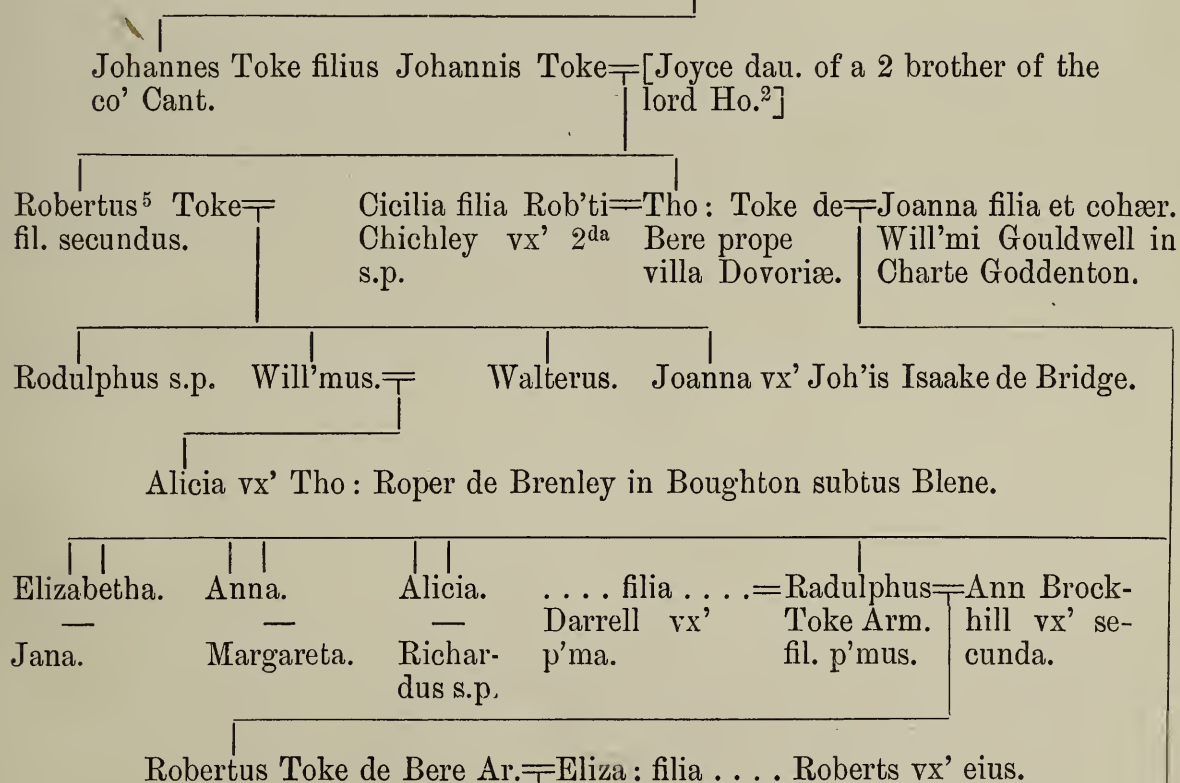 Johannes Toke filius Johannis Toke=[Joyce dau. of a 2 brother of the
co' Cant. lord Ho.²]
Robertus⁵ Toke= Cicilia filia Rob'ti=Tho: Toke de=Joanna filia et cohær.
fil. secundus. Chichley vx' 2da Bere prope Will'mi Gouldwell in
s.p. villa Dovoriæ. Charte Goddenton.
Rodulphus s.p. Will'mus.= Walterus. Joanna vx' Joh'is Isaake de Bridge.
Alicia vx' Tho: Roper de Brenley in Boughton subtus Blene.
Elizabetha. Anna. Alicia. .... filia ....=Radulphus=Ann Brock-
— — — Darrell vx' Toke Arm. hill vx' se-
Jana. Margareta. Richar- p'ma. fil. p'mus. cunda.
dus s.p.
Robertus Toke de Bere Ar.=Eliza: filia .... Roberts vx' eius.